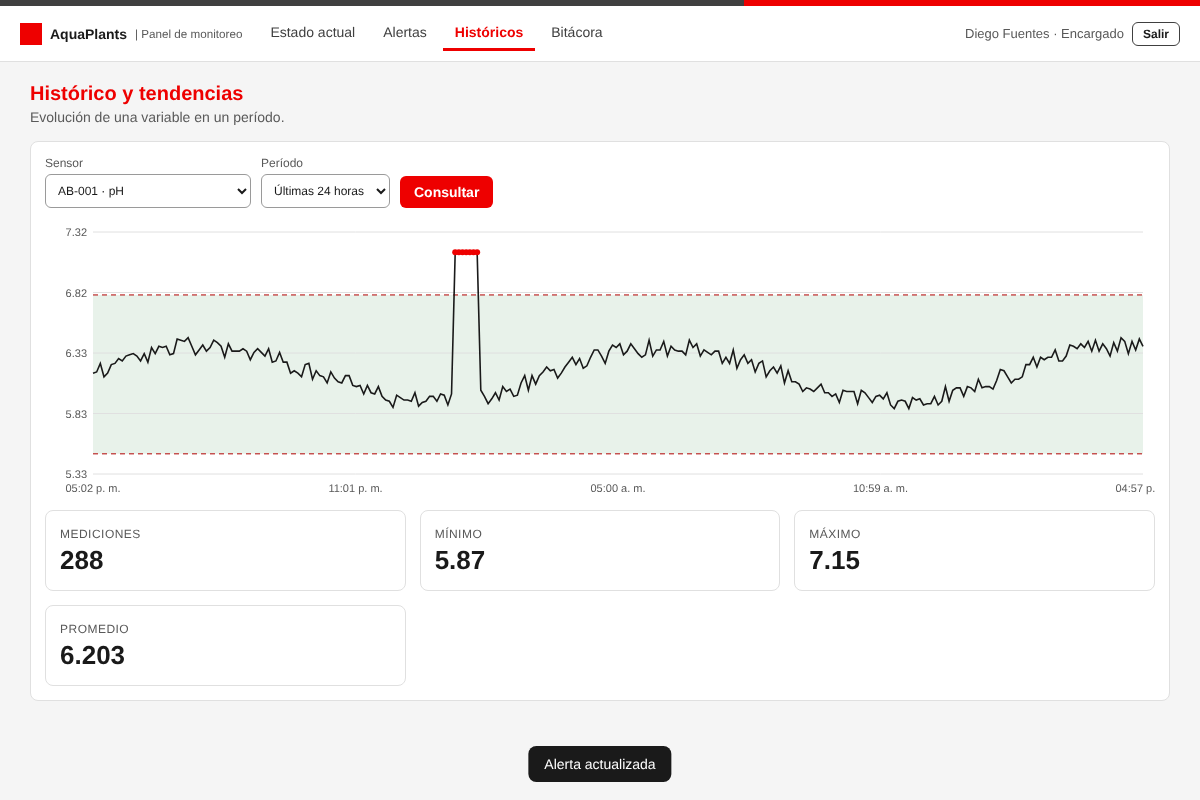 AquaPlants | Panel de monitoreo Estado actual Alertas Históricos Bitácora Diego Fuentes · Encargado Salir
Histórico y tendencias
Evolución de una variable en un período.
Sensor Período
AB-001 · pH Últimas 24 horas Consultar
7.32
6.82
6.33
5.83
5.33
05:02 p. m. 11:01 p. m. 05:00 a. m. 10:59 a. m. 04:57 p.
MEDICIONES MÍNIMO MÁXIMO
288 5.87 7.15
PROMEDIO
6.203
Alerta actualizada